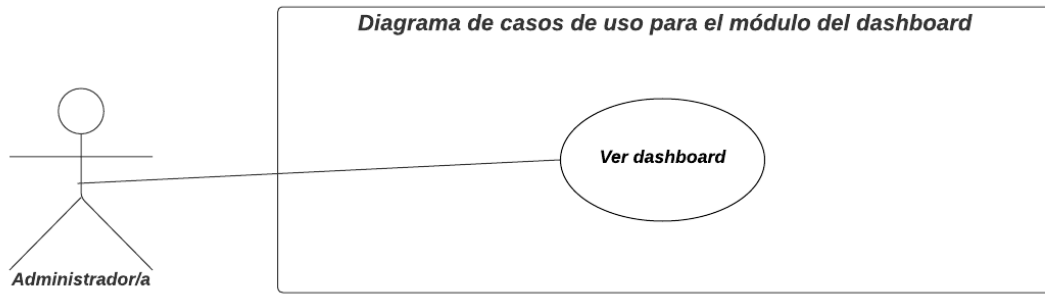 Diagrama de casos de uso para el módulo del dashboard
Ver dashboard
Administrador/a